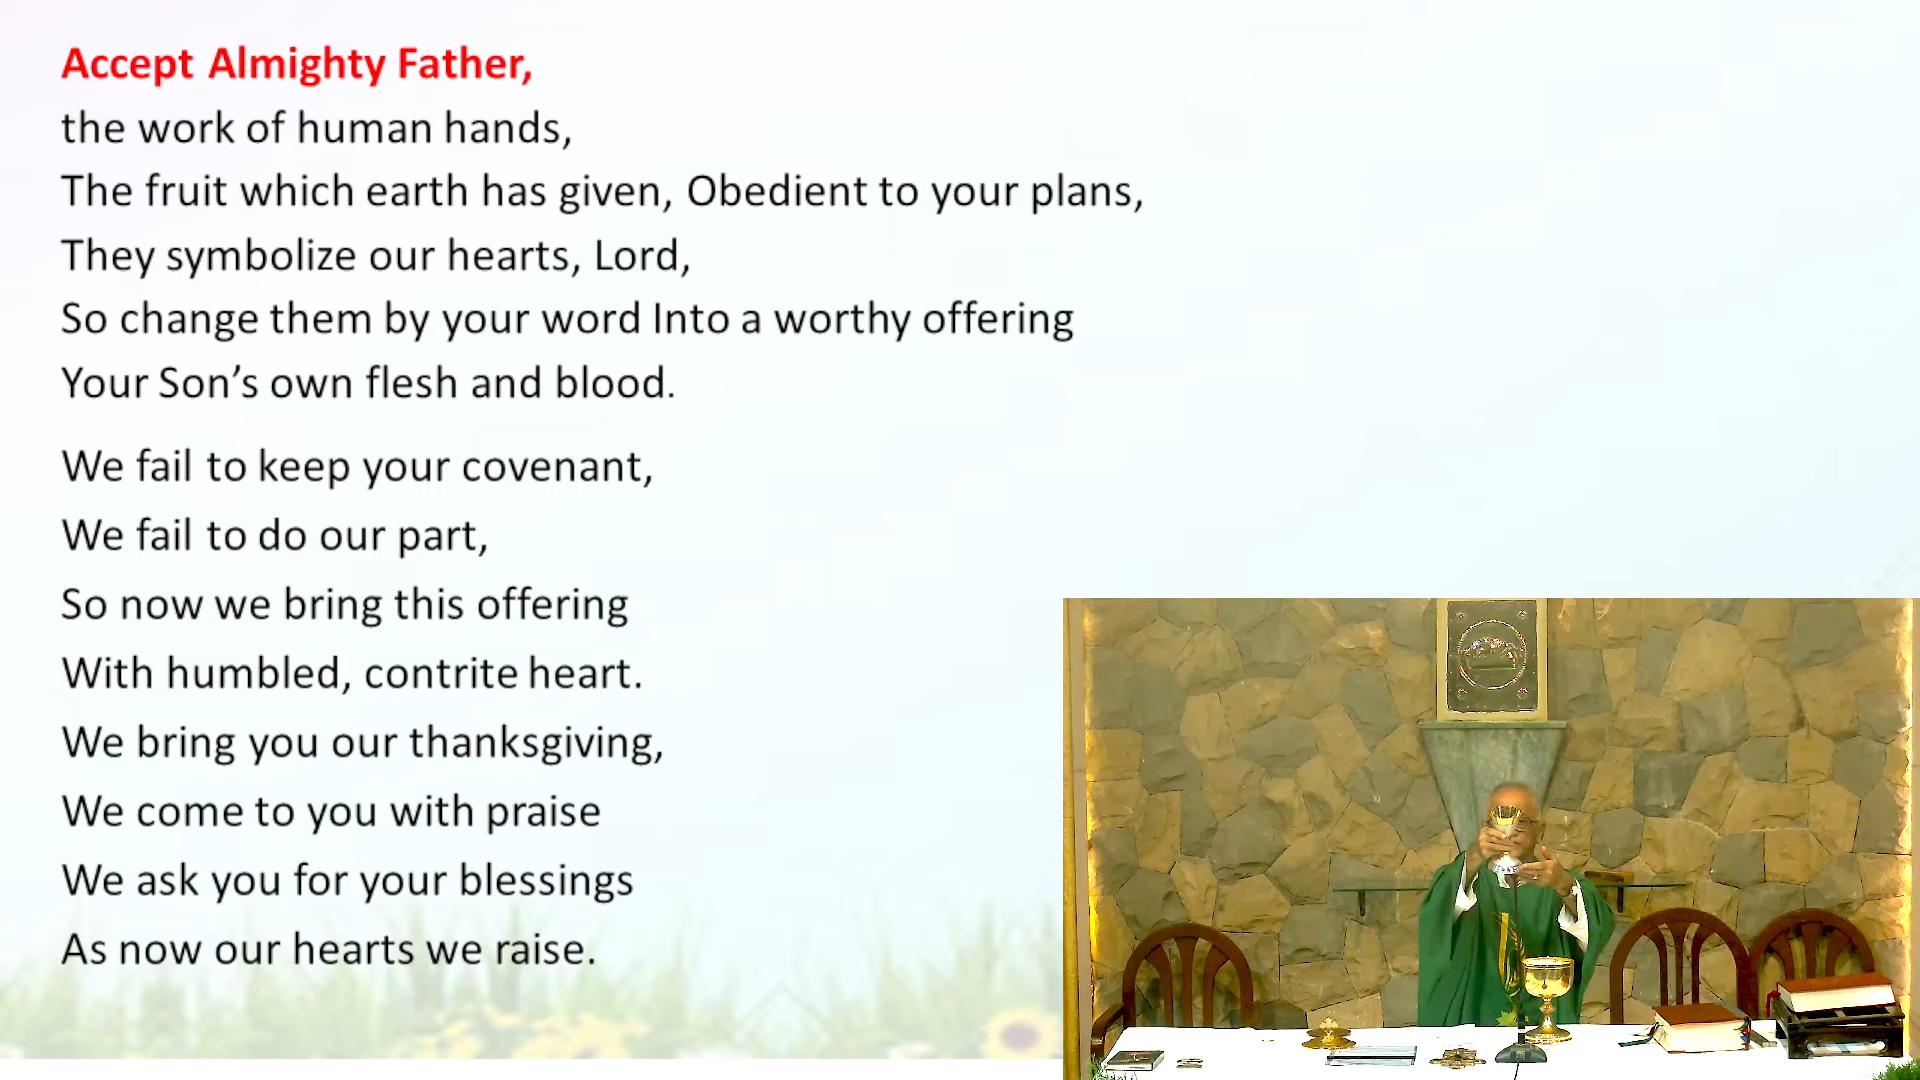 Accept Almighty Father,
the work of human hands,
The fruit which earth has given, Obedient to your plans,
They symbolize our hearts, Lord,
So change them by your word Into a worthy offering
Your Son’s own flesh and blood.
We fail to keep your covenant,
We fail to do our part,
So now we bring this offering
With humbled, contrite heart.
We bring you our thanksgiving,
We come to you with praise
We ask you for your blessings
As now our hearts we raise.